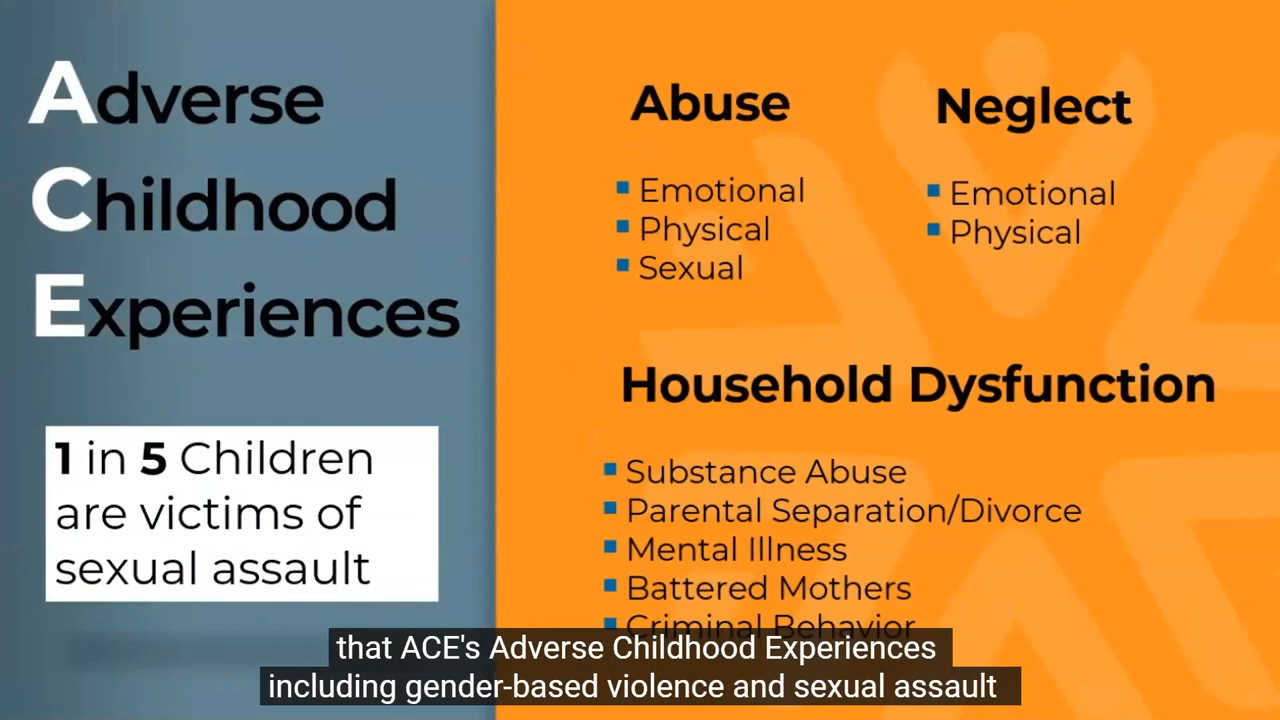 Adverse
Childhood
Experiences
1 in 5 Children
are victims of
sexual assault
Abuse
Emotional
Physical
Sexual
Neglect
Emotional
Physical
Household Dysfunction
Substance Abuse
Parental Separation/Divorce
Mental Illness
Battered Mothers
Criminal Behavior
that ACE's Adverse Childhood Experiences
including gender-based violence and sexual assault